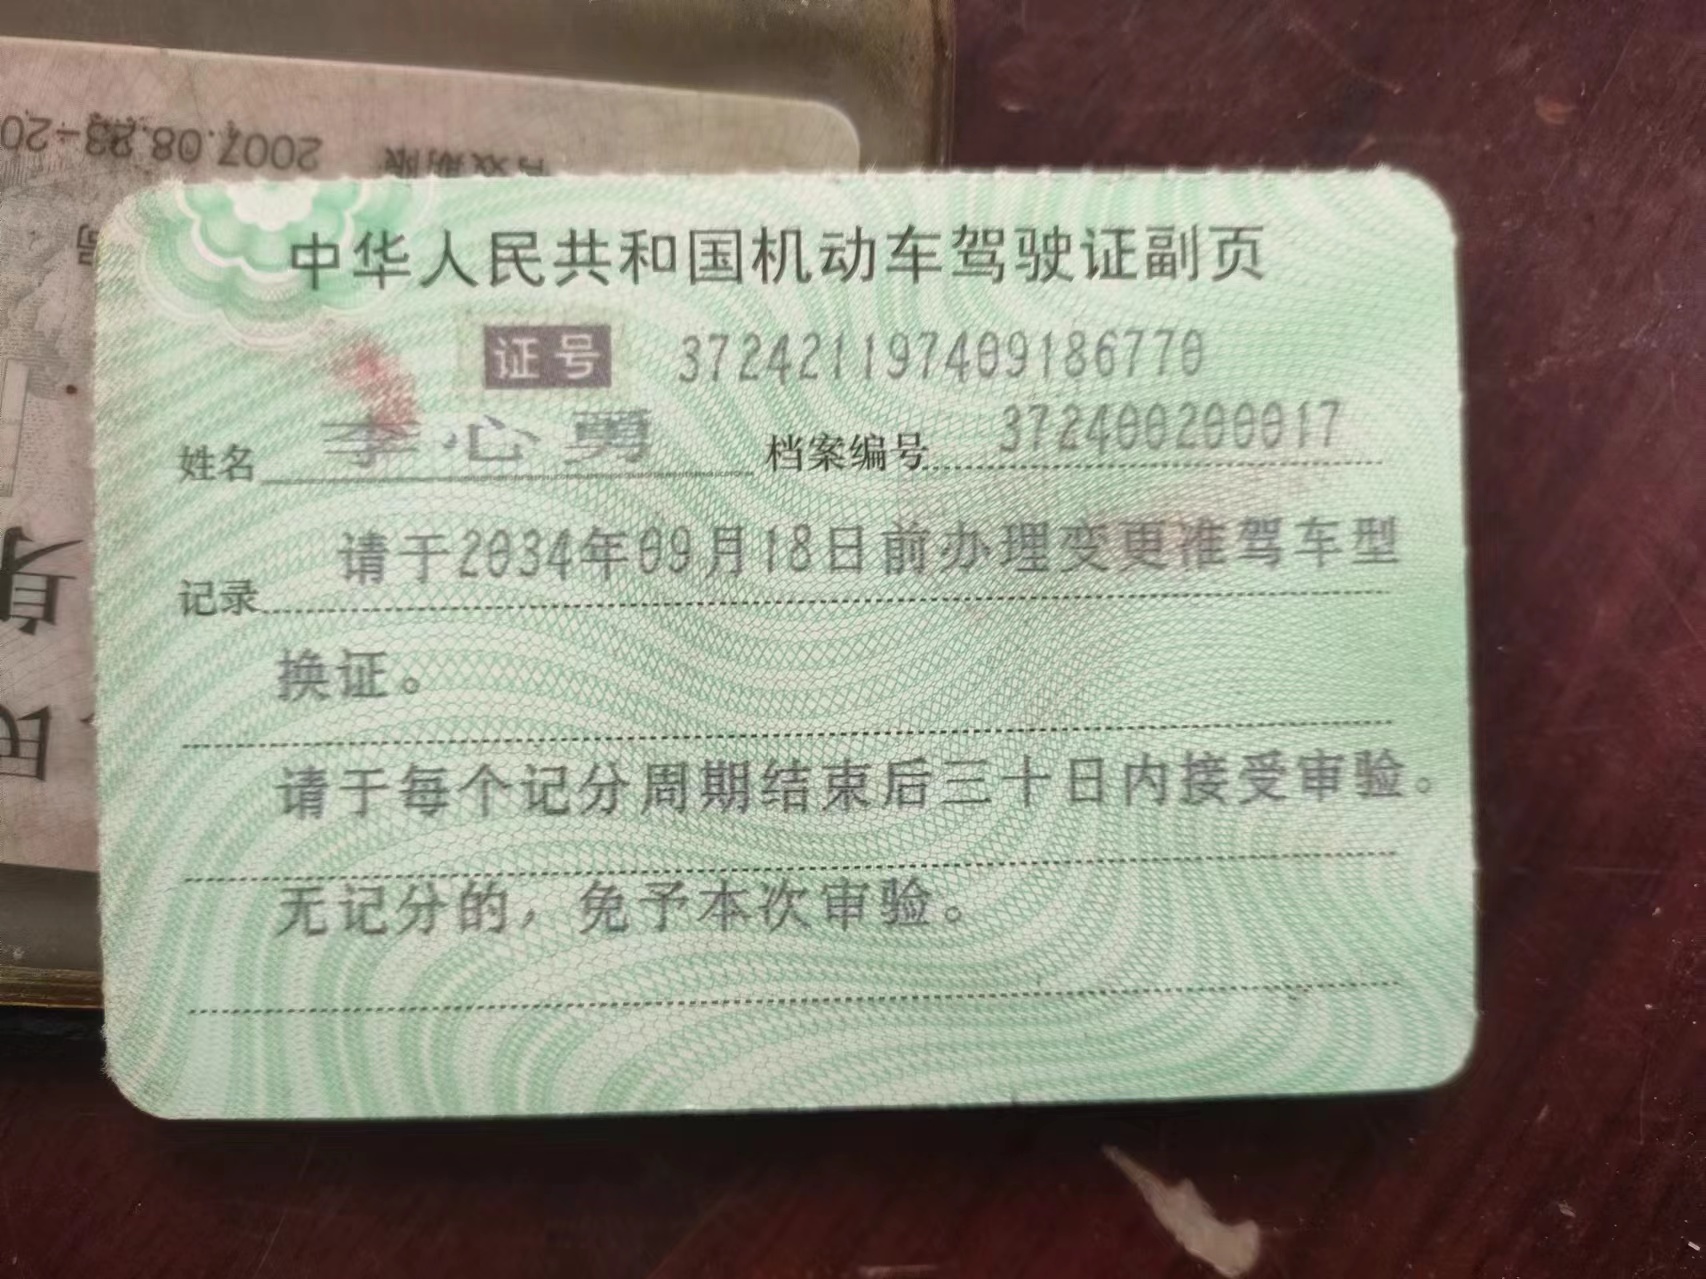 中华人民共和国机动车驾驶证副页
证号 372421197409186770
姓名 李心勇 档案编号 372400200017
记录 请于2034年09月18日前办理变更准驾车型
换证。
请于每个记分周期结束后三十日内接受审验。
无记分的，免予本次审验。
有效期限 2007.08.23-20